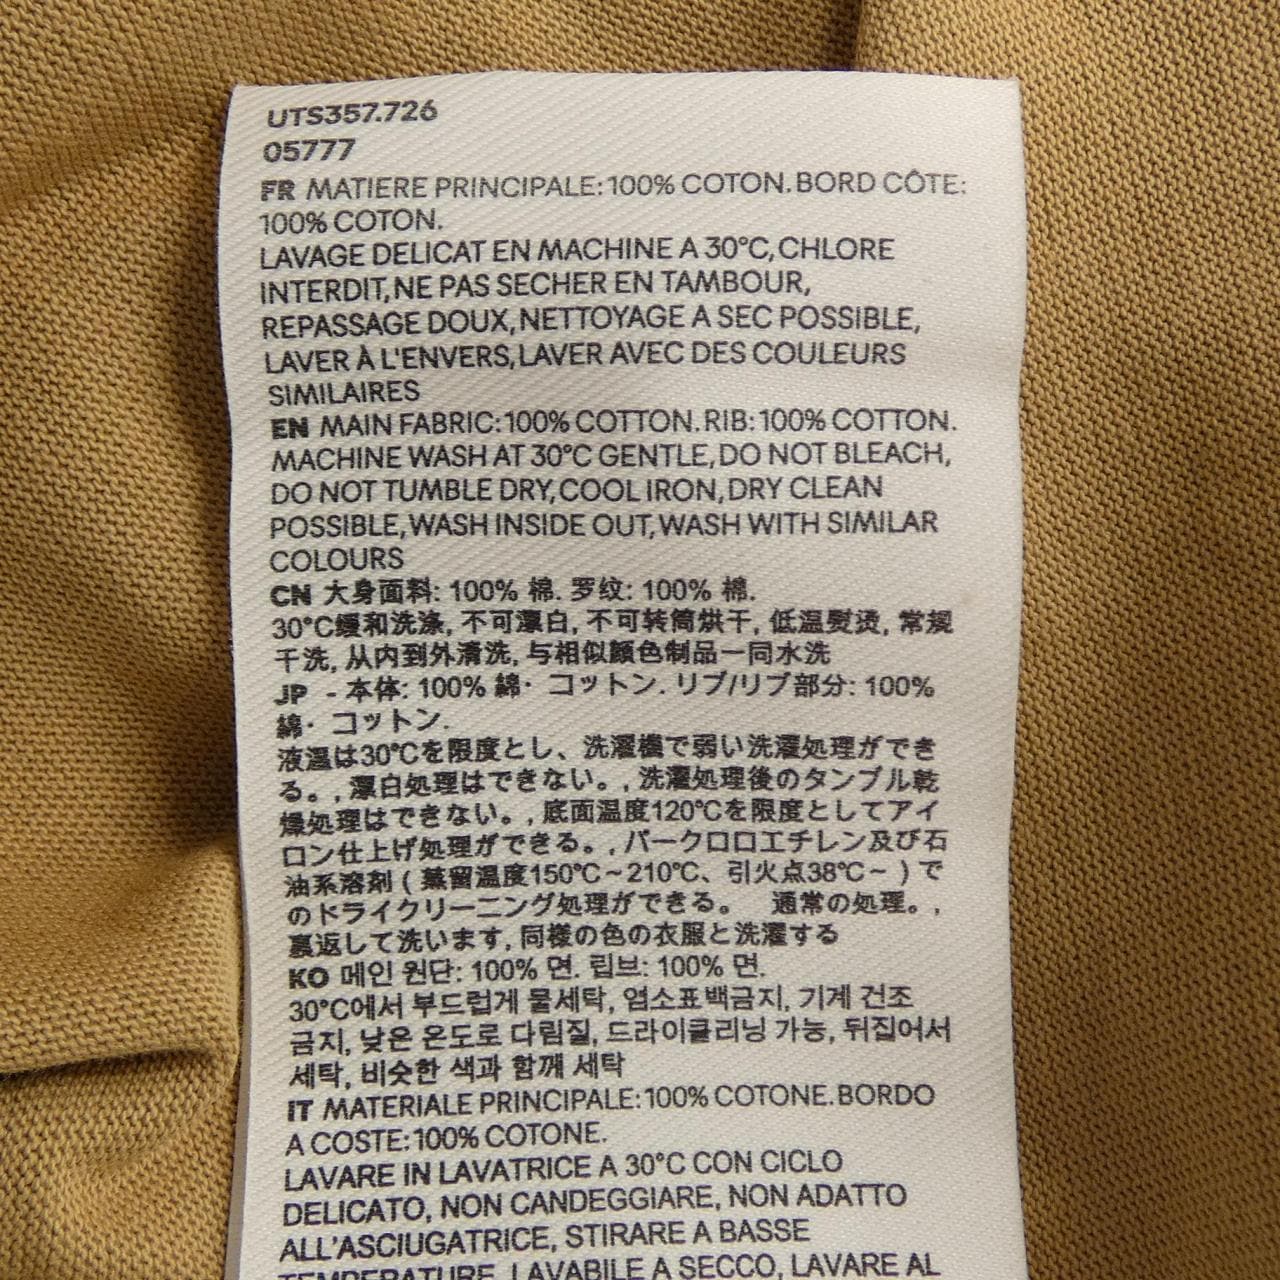 UTS357.726
05777
FR MATIERE PRINCIPALE: 100% COTON. BORD CÔTE:
100% COTON.
LAVAGE DELICAT EN MACHINE A 30°C, CHLORE
INTERDIT, NE PAS SECHER EN TAMBOUR,
REPASSAGE DOUX, NETTOYAGE A SEC POSSIBLE,
LAVER À L'ENVERS, LAVER AVEC DES COULEURS
SIMILAIRES
EN MAIN FABRIC: 100% COTTON. RIB: 100% COTTON.
MACHINE WASH AT 30°C GENTLE, DO NOT BLEACH,
DO NOT TUMBLE DRY, COOL IRON, DRY CLEAN
POSSIBLE, WASH INSIDE OUT, WASH WITH SIMILAR
COLOURS
CN 大身面料: 100% 棉. 罗纹: 100% 棉.
30°C缓和洗涤, 不可漂白, 不可转筒烘干, 低温熨烫, 常规
干洗, 从内到外清洗, 与相似颜色制品一同水洗
JP - 本体: 100% 綿・ コットン. リブ/リブ部分: 100%
綿・ コットン.
液温は30℃を限度とし、洗濯機で弱い洗濯処理ができ
る。, 漂白処理はできない。, 洗濯処理後のタンブル乾
燥処理はできない。, 底面温度120℃を限度としてアイ
ロン仕上げ処理ができる。, パークロロエチレン及び石
油系溶剤 ( 蒸留温度150℃~210℃、引火点38℃~ ) で
のドライクリーニング処理ができる。 通常の処理。,
裏返して洗います, 同様の色の衣服と洗濯する
KO 메인 원단: 100% 면. 립브: 100% 면.
30°C에서 부드럽게 물세탁, 염소표백금지, 기계 건조
금지, 낮은 온도로 다림질, 드라이클리닝 가능, 뒤집어서
세탁, 비슷한 색과 함께 세탁
IT MATERIALE PRINCIPALE: 100% COTONE. BORDO
A COSTE: 100% COTONE.
LAVARE IN LAVATRICE A 30°C CON CICLO
DELICATO, NON CANDEGGIARE, NON ADATTO
ALL'ASCIUGATRICE, STIRARE A BASSE
TEMPERATURE, LAVABILE A SECCO, LAVARE AL